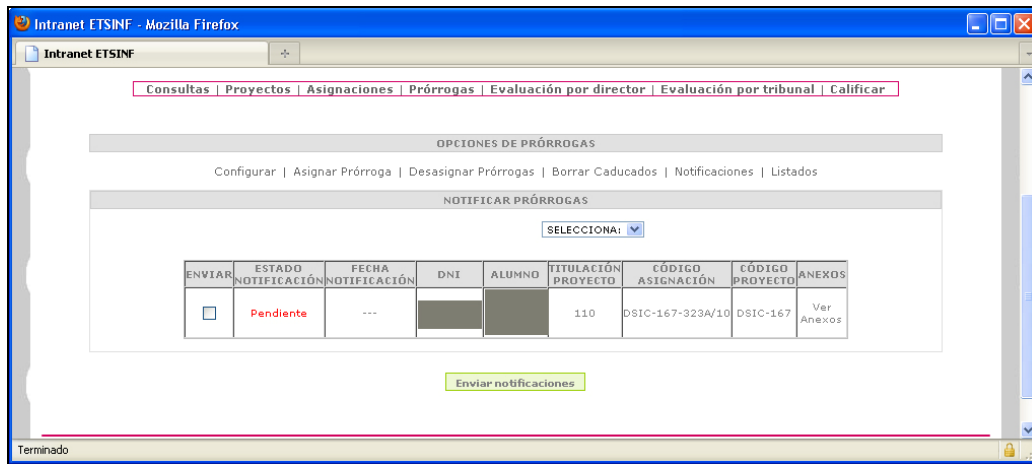 Intranet ETSINF - Mozilla Firefox
Intranet ETSINF
Consultas | Proyectos | Asignaciones | Prórrogas | Evaluación por director | Evaluación por tribunal | Calificar
OPCIONES DE PRÓRROGAS
Configurar | Asignar Prórroga | Desasignar Prórrogas | Borrar Caducados | Notificaciones | Listados
NOTIFICAR PRÓRROGAS
SELECCIONA:
ENVIAR ESTADO NOTIFICACIÓN FECHA NOTIFICACIÓN DNI ALUMNO TITULACIÓN PROYECTO CÓDIGO ASIGNACIÓN CÓDIGO PROYECTO ANEXOS
Pendiente --- 110 DSIC-167-323A/10 DSIC-167 Ver Anexos
Enviar notificaciones
Terminado